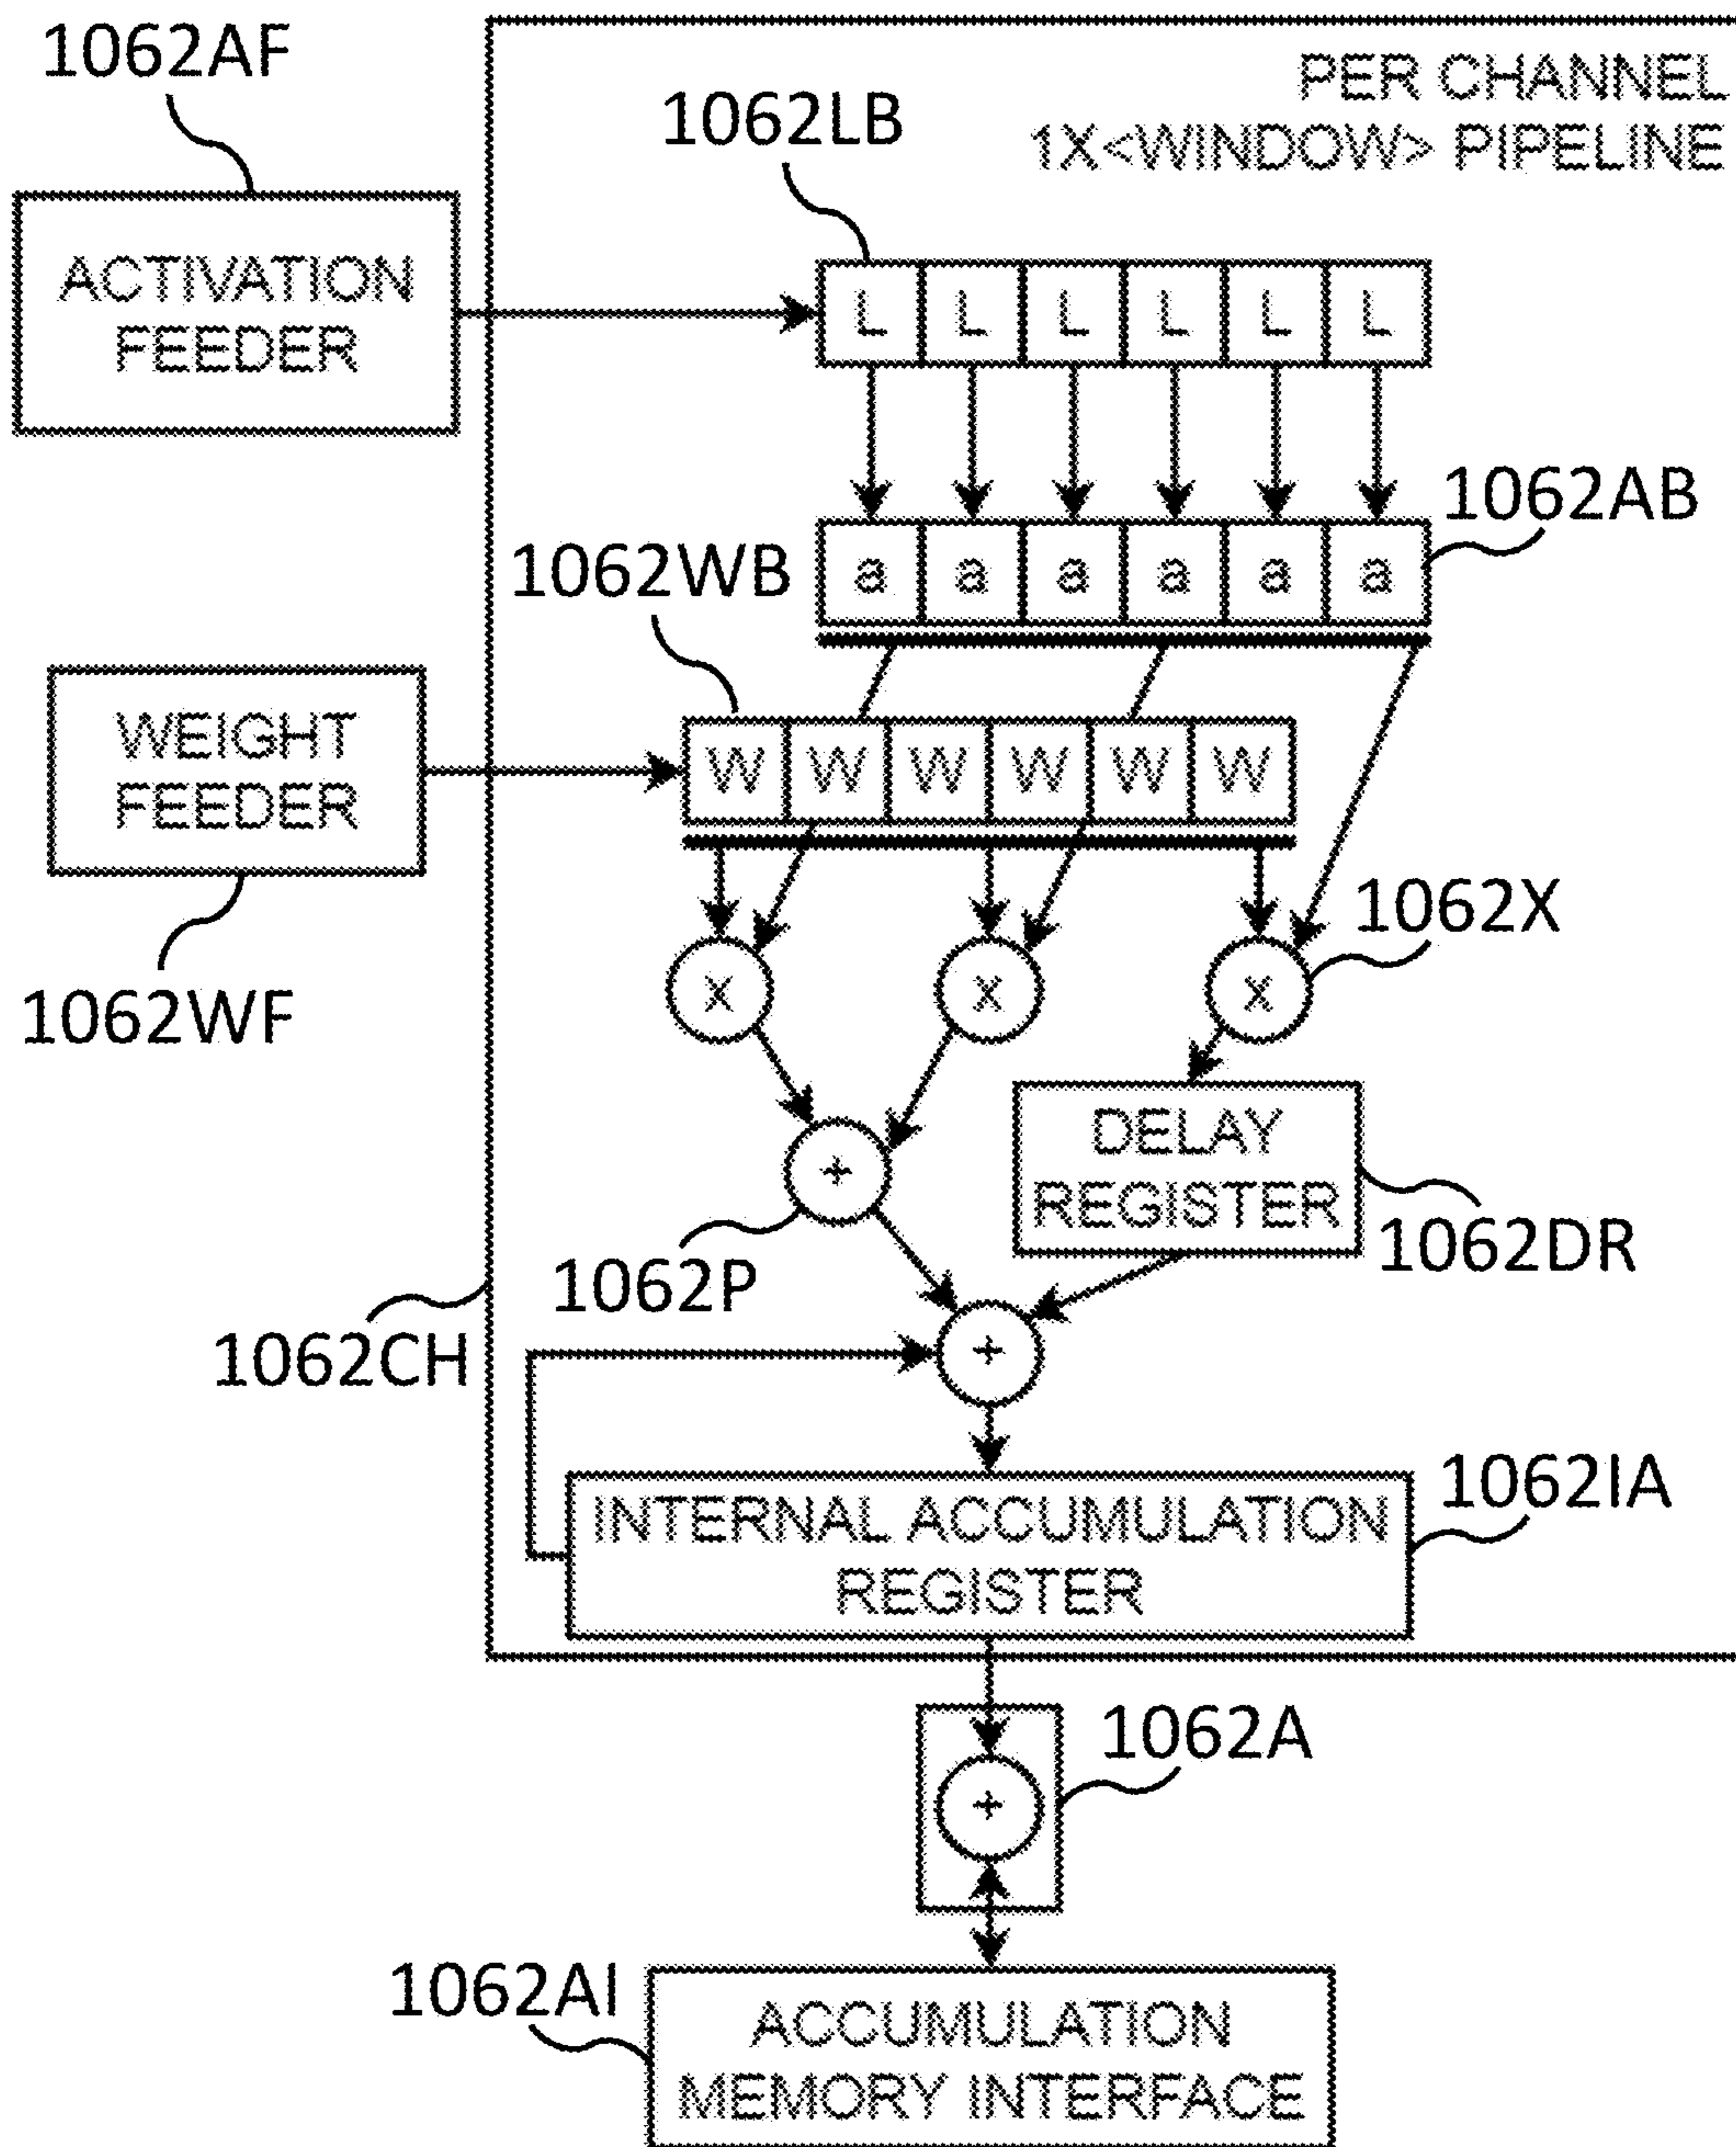 1062AF
PER CHANNEL
1X<WINDOW> PIPELINE
1062LB
ACTIVATION
FEEDER
L L L L L L
1062AB
a a a a a a
1062WB
WEIGHT
FEEDER
W W W W W W
1062X
1062WF
x x x
DELAY
REGISTER
+
1062DR
1062P
1062CH
+
INTERNAL ACCUMULATION
REGISTER
1062IA
1062A
+
1062AI
ACCUMULATION
MEMORY INTERFACE